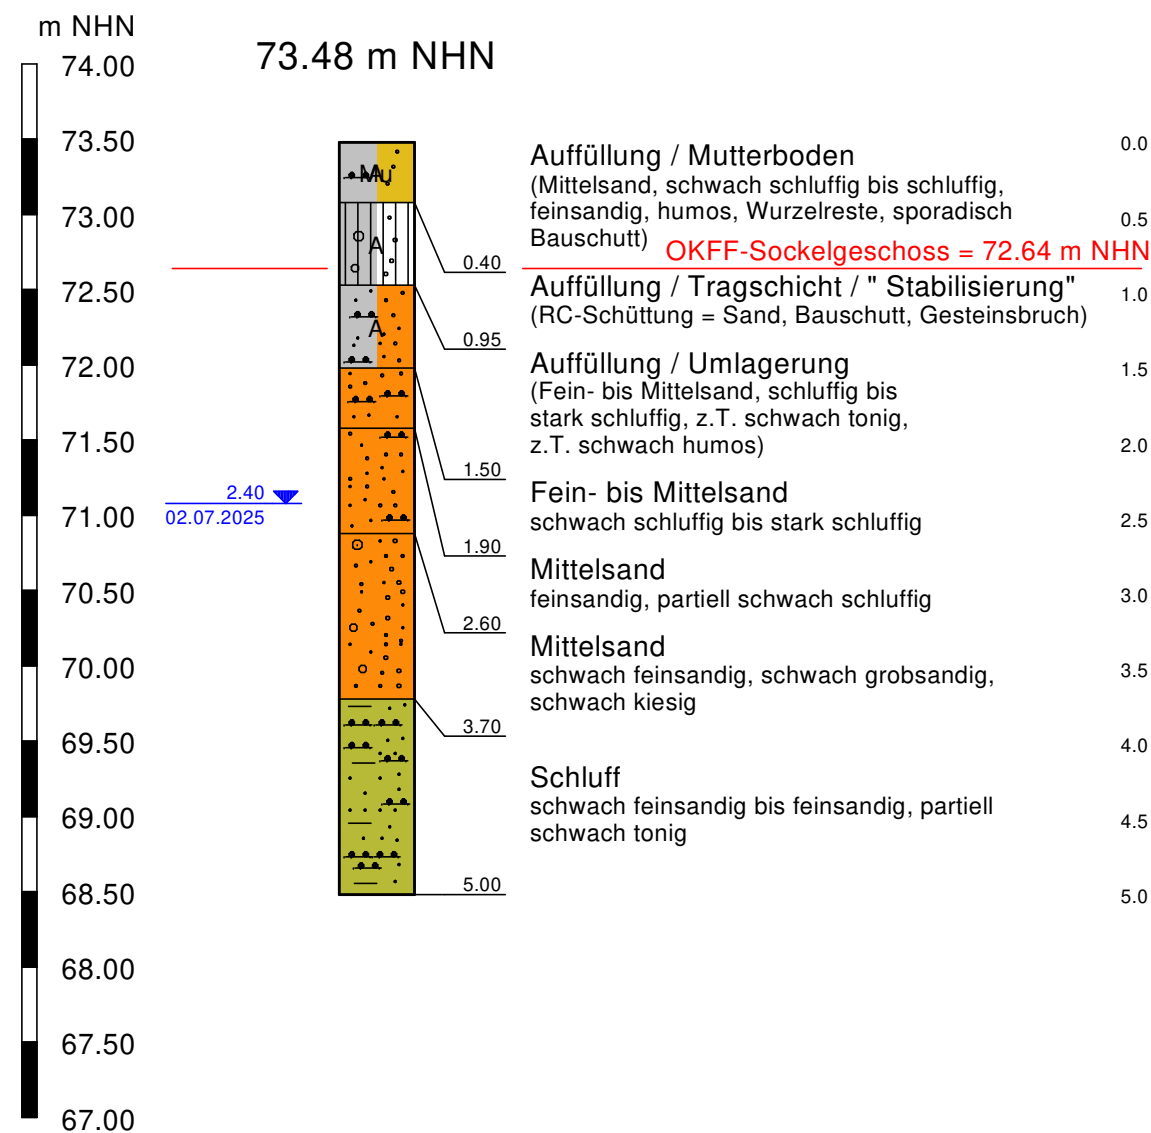 m NHN
73.48 m NHN
74.00
73.50
73.00
72.50
72.00
71.50
71.00
70.50
70.00
69.50
69.00
68.50
68.00
67.50
67.00
Mu
A
A
A
2.40
02.07.2025
0.40
0.95
1.50
1.90
2.60
3.70
5.00
Auffüllung / Mutterboden
(Mittelsand, schwach schluffig bis schluffig,
feinsandig, humos, Wurzelreste, sporadisch
Bauschutt)
OKFF-Sockelgeschoss = 72.64 m NHN
Auffüllung / Tragschicht / " Stabilisierung"
(RC-Schüttung = Sand, Bauschutt, Gesteinsbruch)
Auffüllung / Umlagerung
(Fein- bis Mittelsand, schluffig bis
stark schluffig, z.T. schwach tonig,
z.T. schwach humos)
Fein- bis Mittelsand
schwach schluffig bis stark schluffig
Mittelsand
feinsandig, partiell schwach schluffig
Mittelsand
schwach feinsandig, schwach grobsandig,
schwach kiesig
Schluff
schwach feinsandig bis feinsandig, partiell
schwach tonig
0.0
0.5
1.0
1.5
2.0
2.5
3.0
3.5
4.0
4.5
5.0